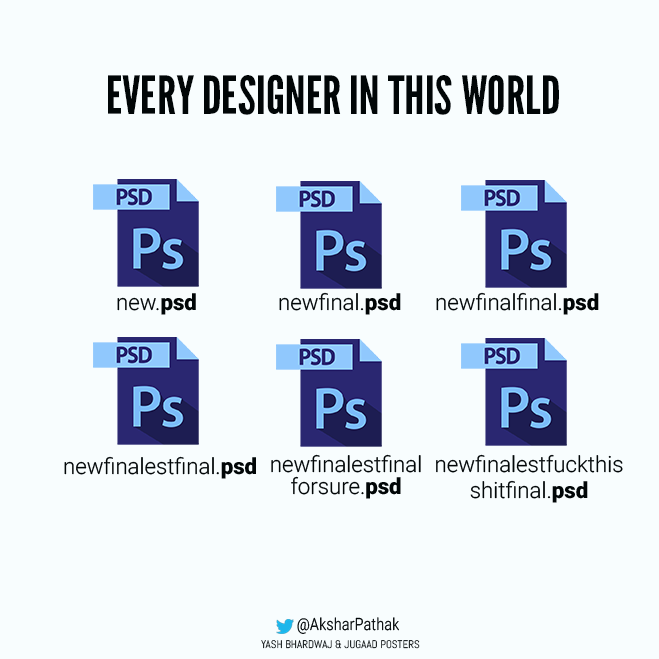 EVERY DESIGNER IN THIS WORLD
PSD
Ps
new.psd
PSD
Ps
newfinal.psd
PSD
Ps
newfinalfinal.psd
PSD
Ps
newfinalestfinal.psd
PSD
Ps
newfinalestfinal
forsure.psd
PSD
Ps
newfinalestfuckthis
shitfinal.psd
@AksharPathak
YASH BHARDWAJ & JUGAAD POSTERS